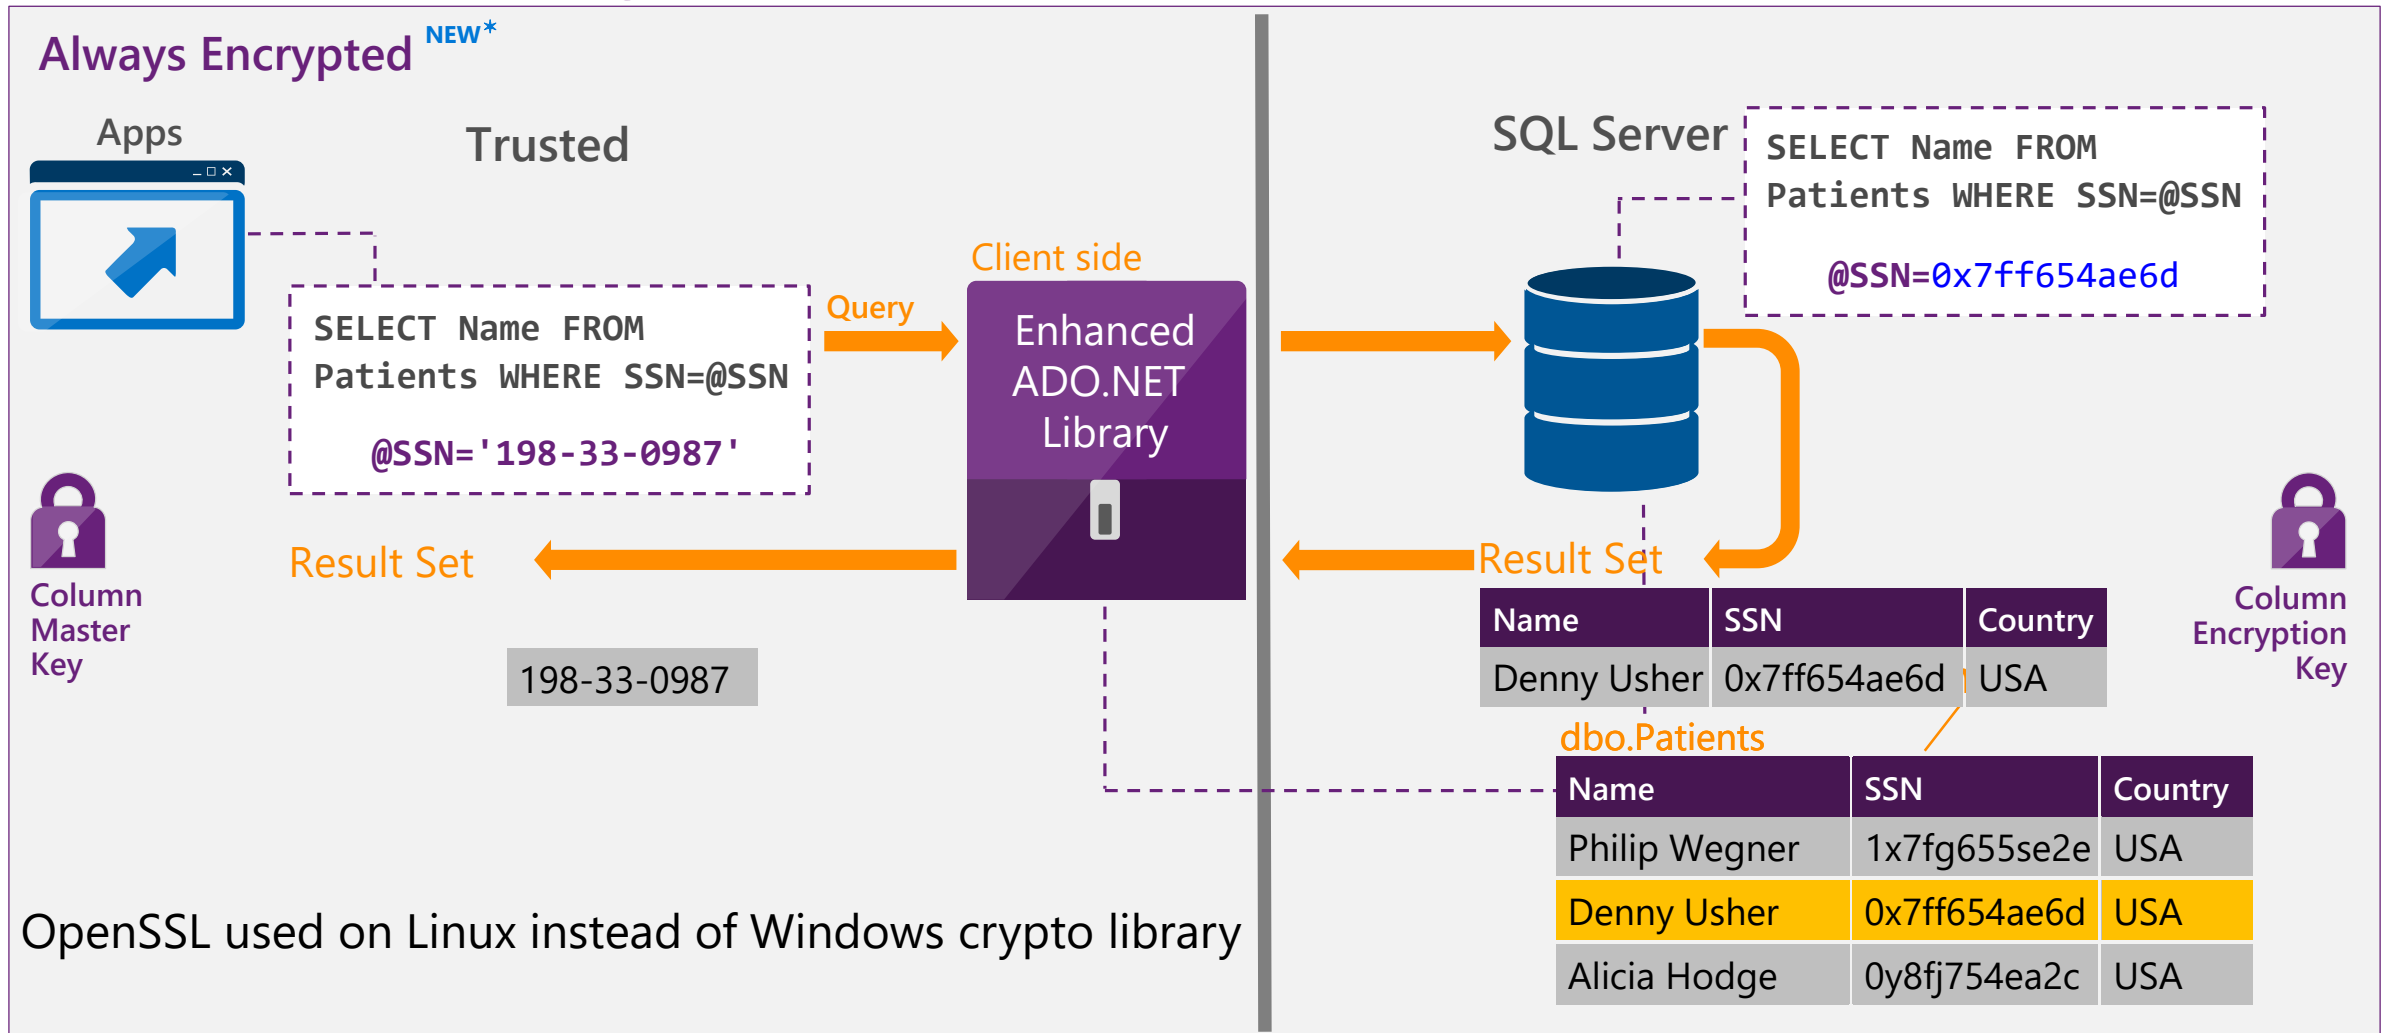 Always Encrypted NEW*
Apps
Trusted
SELECT Name FROM
Patients WHERE SSN=@SSN
@SSN='198-33-0987'
Query
Client side
Enhanced
ADO.NET
Library
Result Set
198-33-0987
Column
Master
Key
OpenSSL used on Linux instead of Windows crypto library
SQL Server
SELECT Name FROM
Patients WHERE SSN=@SSN
@SSN=0x7ff654ae6d
Result Set
Name SSN Country
Denny Usher 0x7ff654ae6d USA
dbo.Patients
Name SSN Country
Philip Wegner 1x7fg655se2e USA
Denny Usher 0x7ff654ae6d USA
Alicia Hodge 0y8fj754ea2c USA
Column
Encryption
Key